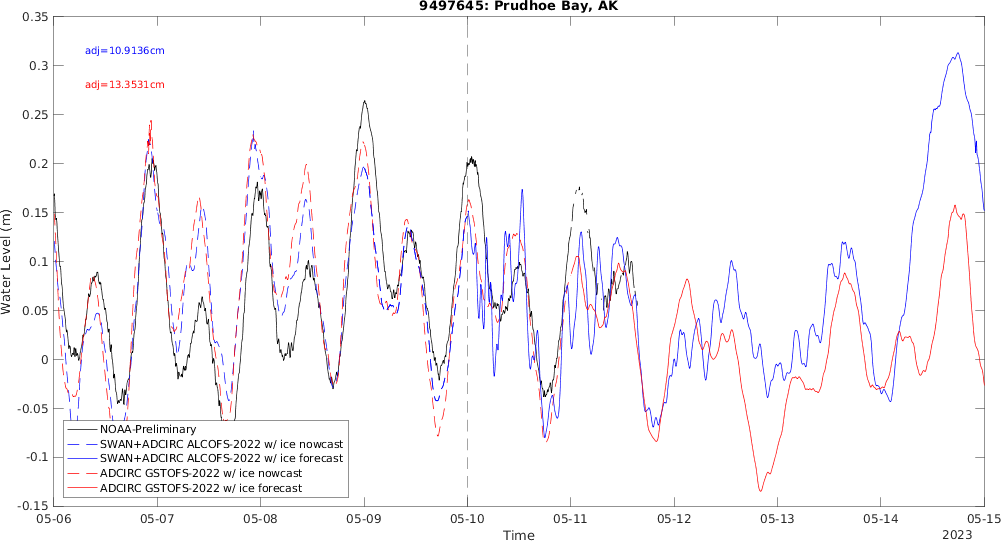 9497645: Prudhoe Bay, AK
0.35
0.3
0.25
0.2
0.15
0.1
0.05
0
-0.05
-0.1
-0.15
Water Level (m)
adj=10.9136cm
adj=13.3531cm
NOAA-Preliminary
SWAN+ADCIRC ALCOFS-2022 w/ ice nowcast
SWAN+ADCIRC ALCOFS-2022 w/ ice forecast
ADCIRC GSTOFS-2022 w/ ice nowcast
ADCIRC GSTOFS-2022 w/ ice forecast
05-06 05-07 05-08 05-09 05-10 05-11 05-12 05-13 05-14 05-15
Time
2023